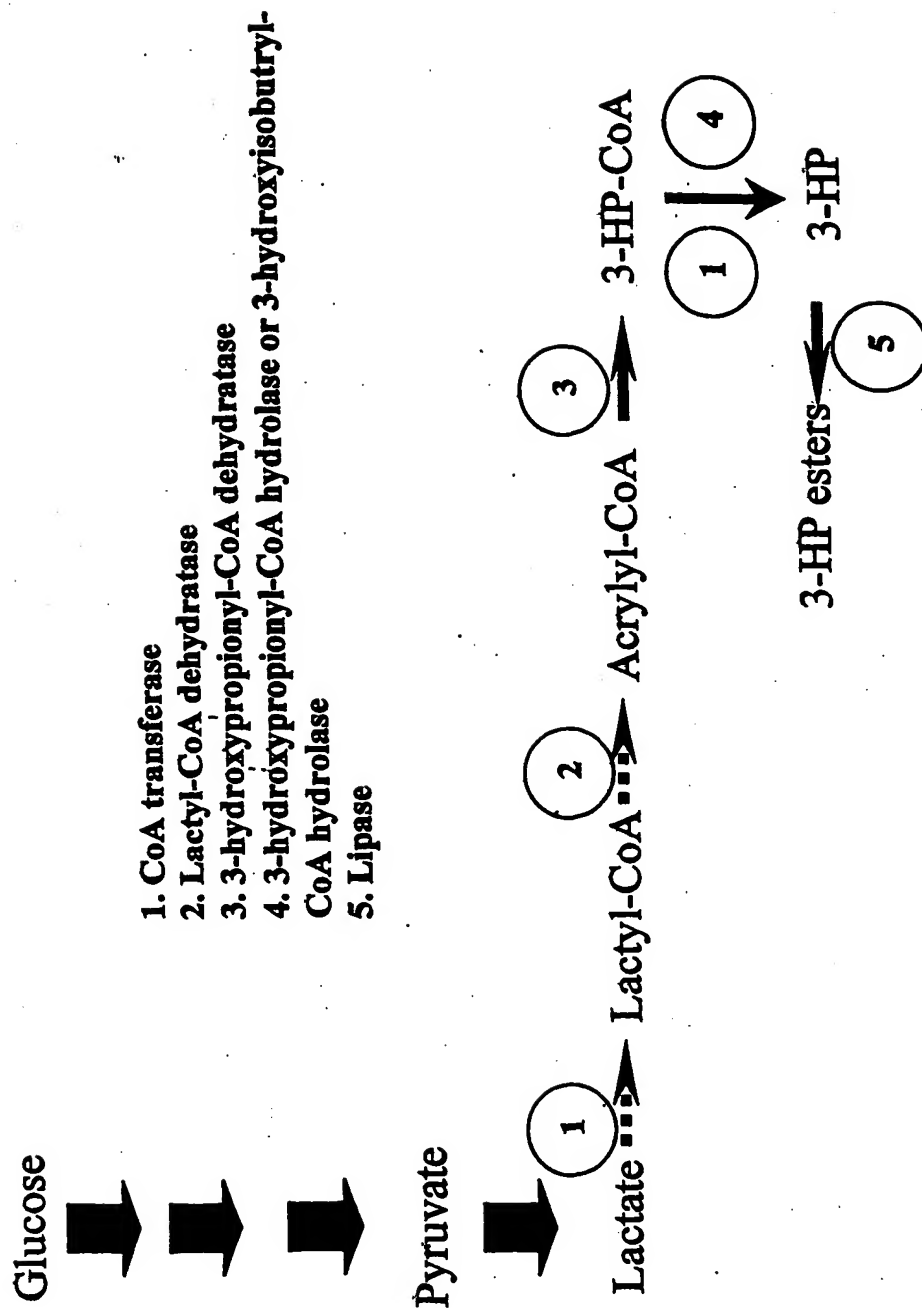 Glucose
1. CoA transferase
2. Lactyl-CoA dehydratase
3. 3-hydroxypropionyl-CoA dehydratase
4. 3-hydroxypropionyl-CoA hydrolase or 3-hydroxyisobutryl-
CoA hydrolase
5. Lipase
Pyruvate
1 2 3
Lactate Lactyl-CoA Acrylyl-CoA 3-HP-CoA
1 4
3-HP esters 3-HP
5